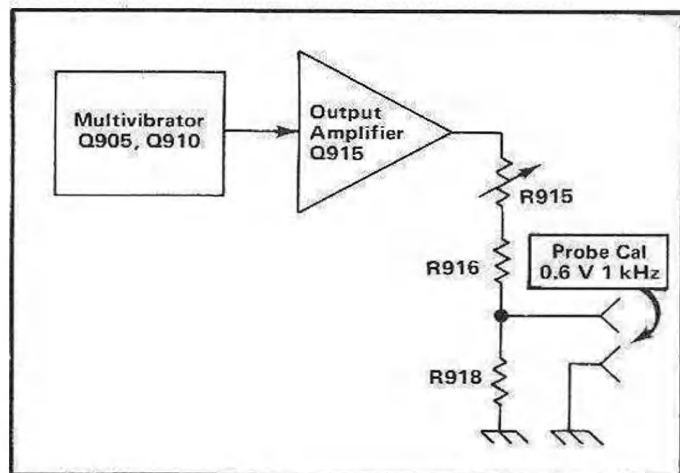 Multivibrator
Q905, Q910
Output
Amplifier
Q915
R915
R916
Probe Cal
0.6 V 1 kHz
R918